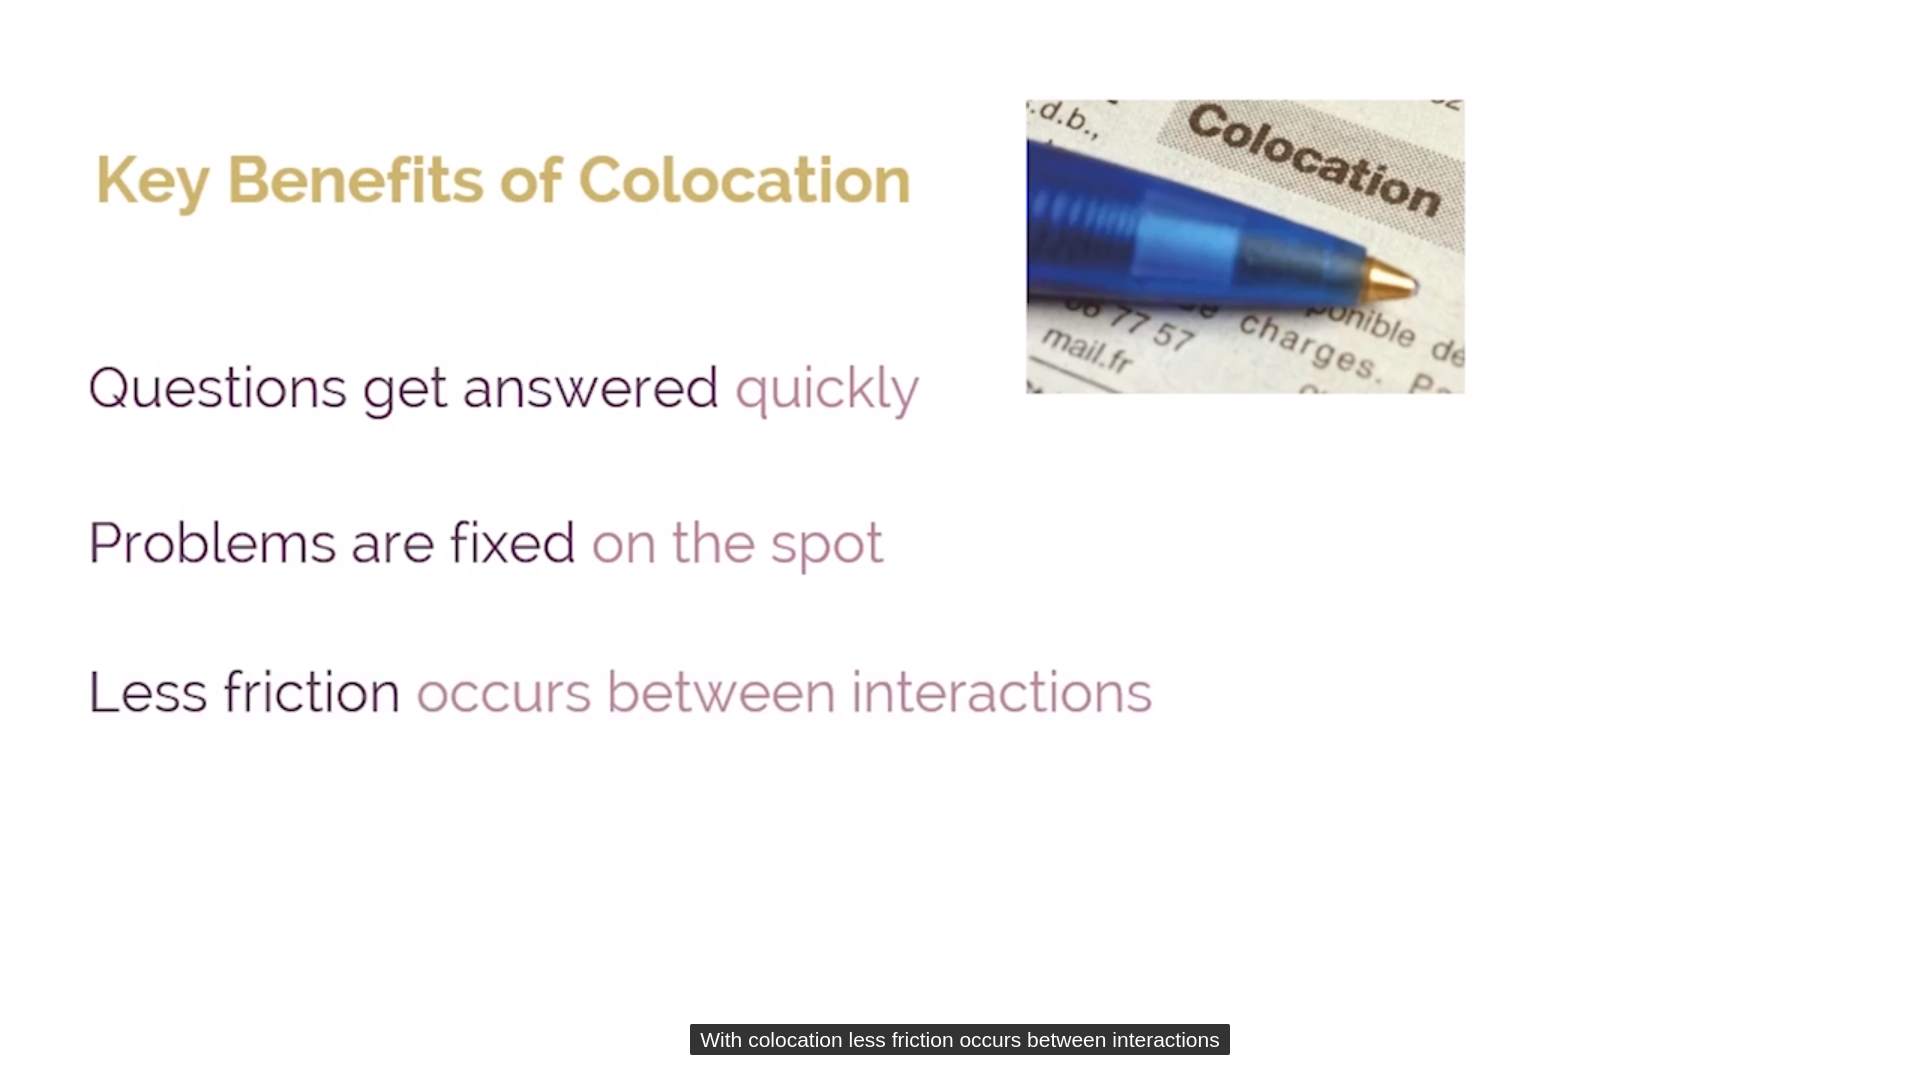 Key Benefits of Colocation
Questions get answered quickly
Problems are fixed on the spot
Less friction occurs between interactions
.d.b.,
Colocation
77 57
charges.
ponible de
mail.fr
With colocation less friction occurs between interactions